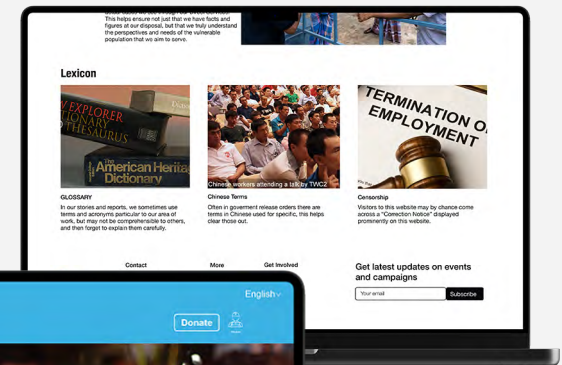 This helps ensure not just that we have facts and
figures at our disposal, but that we truly understand
the perspectives and needs of the vulnerable
population that we aim to serve.
Lexicon
EXPLORER
THESAURUS
The
American Heritag
Dictionary
Chinese workers attending a talk by TWC2
TERMINATION O
EMPLOYMENT
GLOSSARY
In our stories and reports, we sometimes use
terms and acronyms particular to our area of
work, but may not be comprehensible to others,
and then forget to explain them carefully.
Chinese Terms
Often in goverment release orders there are
terms in Chinese used for specific, this helps
clear those out.
Censorship
Visitors to this website may by chance come
across a "Correction Notice" displayed
prominently on this website.
Contact
More
Get Involved
Get latest updates on events
and campaigns
Your email
Subscribe
English
Donate